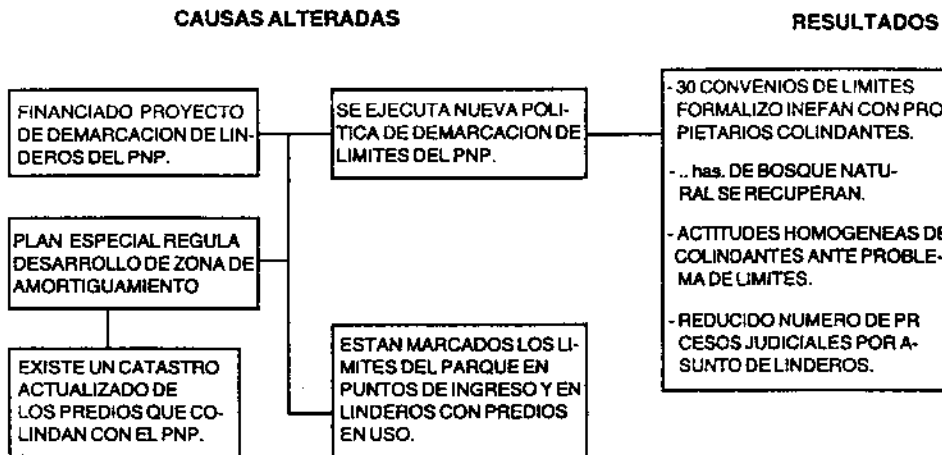 CAUSAS ALTERADAS
RESULTADOS
FINANCIADO PROYECTO
DE DEMARCACION DE LIN-
DEROS DEL PNP.
SE EJECUTA NUEVA POLI-
TICA DE DEMARCACION DE
LIMITES DEL PNP.
- 30 CONVENIOS DE LIMITES
FORMALIZO INEFAN CON PRO
PIETARIOS COLINDANTES.
- .. has. DE BOSQUE NATU-
RAL SE RECUPERAN.
- ACTITUDES HOMOGENEAS DE
COLINDANTES ANTE PROBLE-
MA DE LIMITES.
- REDUCIDO NUMERO DE PR
CESOS JUDICIALES POR A-
SUNTO DE LINDEROS.
PLAN ESPECIAL REGULA
DESARROLLO DE ZONA DE
AMORTIGUAMIENTO
EXISTE UN CATASTRO
ACTUALIZADO DE
LOS PREDIOS QUE CO-
LINDAN CON EL PNP.
ESTAN MARCADOS LOS LI-
MITES DEL PARQUE EN
PUNTOS DE INGRESO Y EN
LINDEROS CON PREDIOS
EN USO.